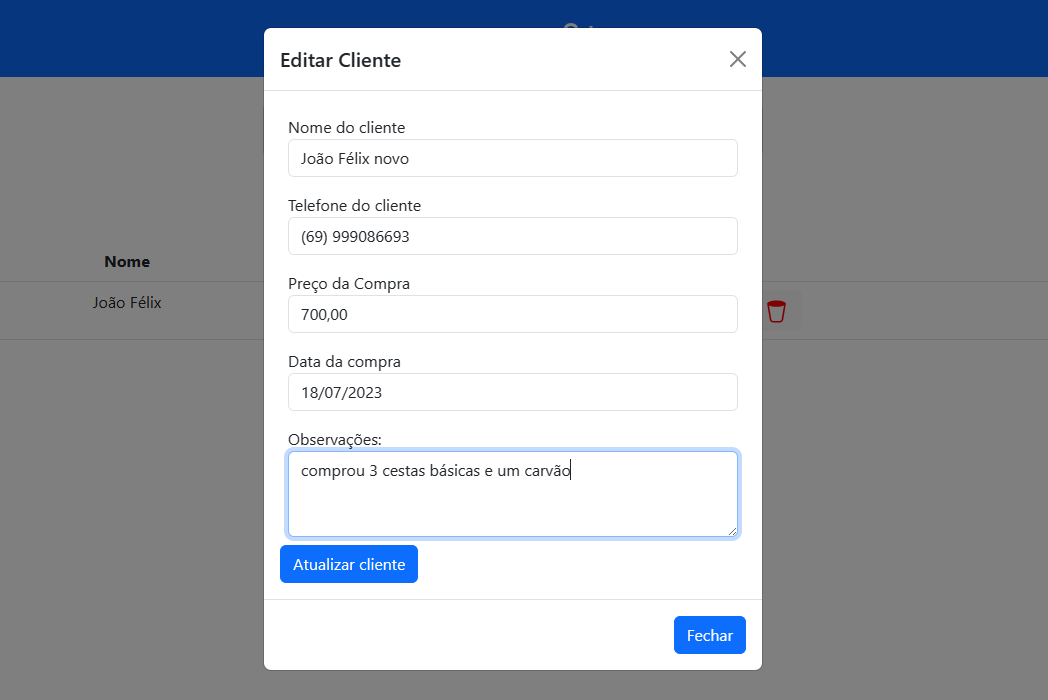 Editar Cliente
Nome do cliente
João Félix novo
Telefone do cliente
(69) 999086693
Nome
Preço da Compra
João Félix
700,00
Data da compra
18/07/2023
Observações:
comprou 3 cestas básicas e um carvão
Atualizar cliente
Fechar